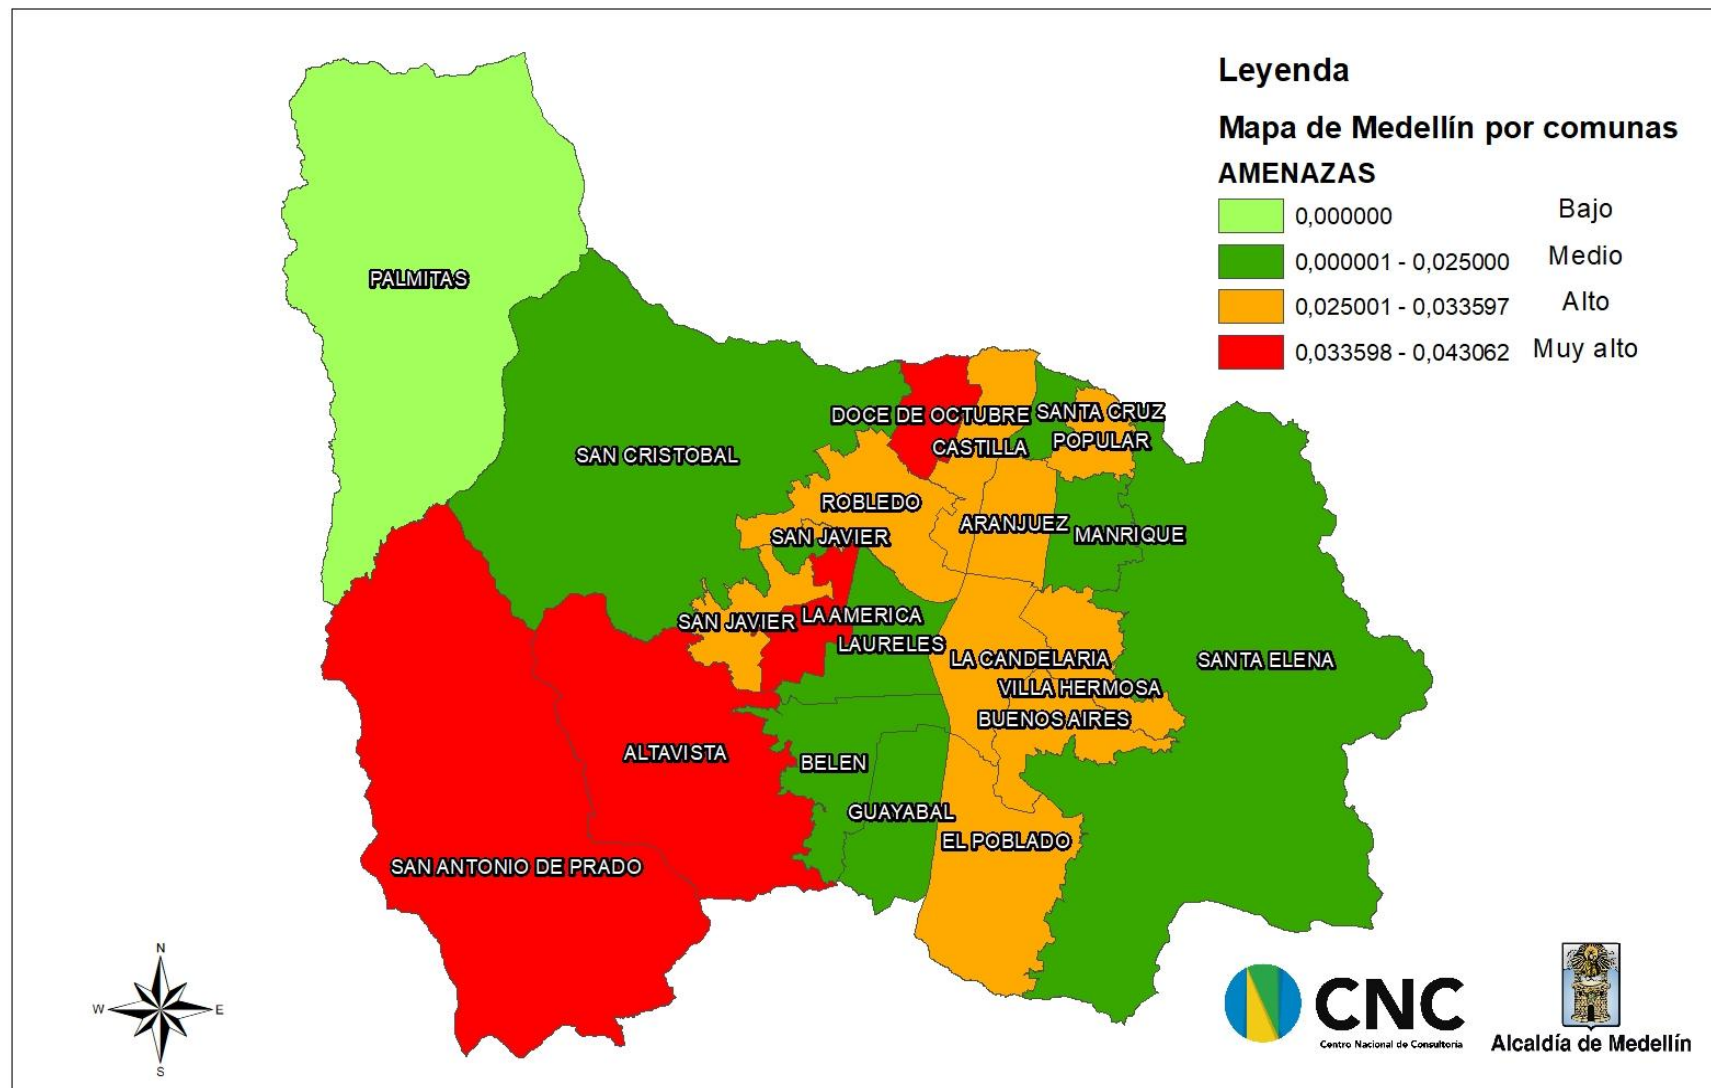 Leyenda
Mapa de Medellín por comunas
AMENAZAS
0,000000 Bajo
0,000001 - 0,025000 Medio
0,025001 - 0,033597 Alto
0,033598 - 0,043062 Muy alto
PALMITAS
DOCE DE OCTUBRE
SANTA CRUZ
CASTILLA
POPULAR
SAN CRISTOBAL
ROBLEDO
ARANJUEZ
MANRIQUE
SAN JAVIER
SAN JAVIER
LA AMERICA
LAURELES
LA CANDELARIA
SANTA ELENA
VILLA HERMOSA
BUENOS AIRES
ALTAVISTA
BELEN
GUAYABAL
EL POBLADO
SAN ANTONIO DE PRADO
N
W E
S
CNC
Centro Nacional de Consultoría
Alcaldía de Medellín